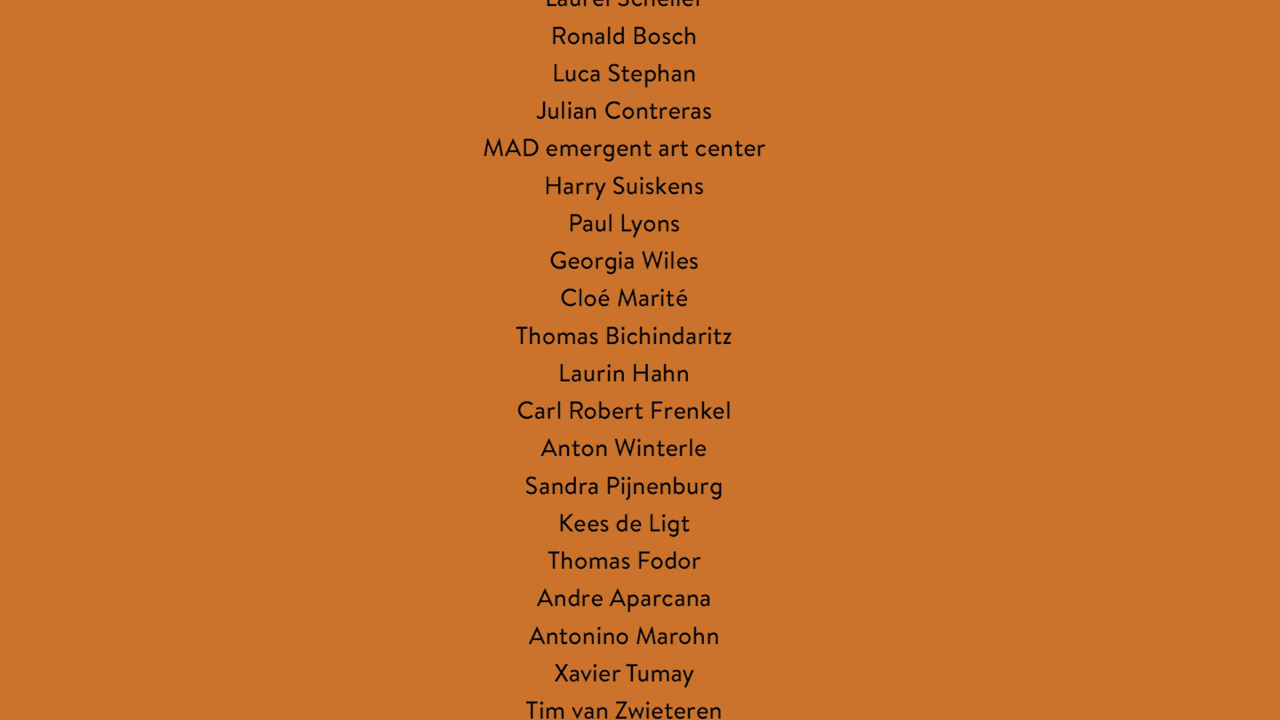 Ronald Bosch
Luca Stephan
Julian Contreras
MAD emergent art center
Harry Suiskens
Paul Lyons
Georgia Wiles
Cloé Marité
Thomas Bichindaritz
Laurin Hahn
Carl Robert Frenkel
Anton Winterle
Sandra Pijnenburg
Kees de Ligt
Thomas Fodor
Andre Aparcana
Antonino Marohn
Xavier Tumay
Tim van Zwieteren